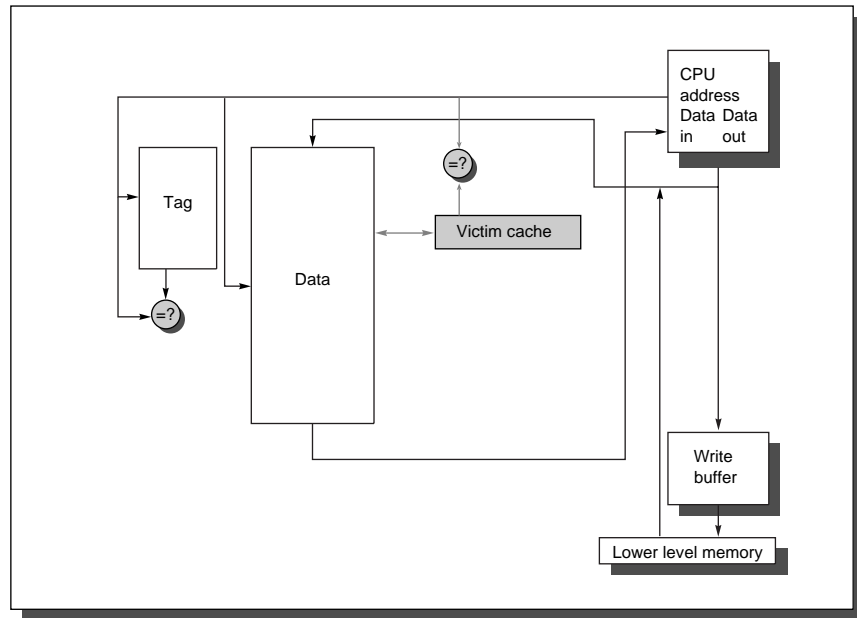 CPU
address
Data Data
in out
=?
Tag
Victim cache
Data
=?
Write
buffer
Lower level memory